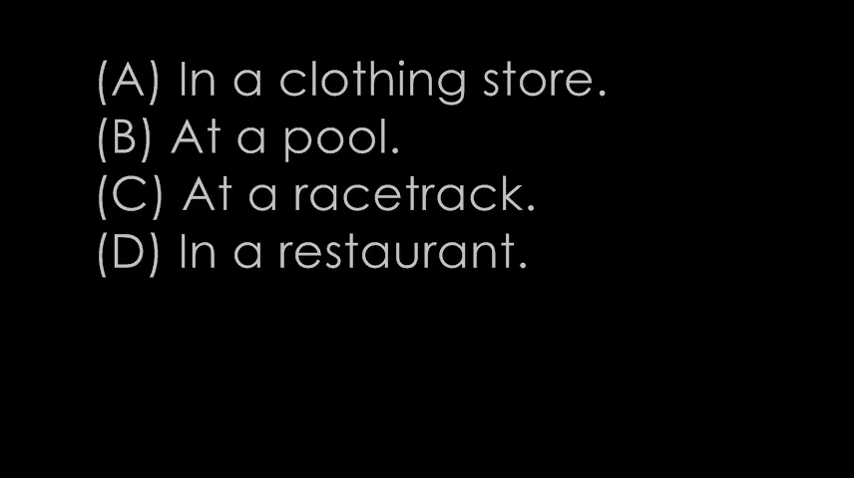 (A) In a clothing store.
(B) At a pool.
(C) At a racetrack.
(D) In a restaurant.